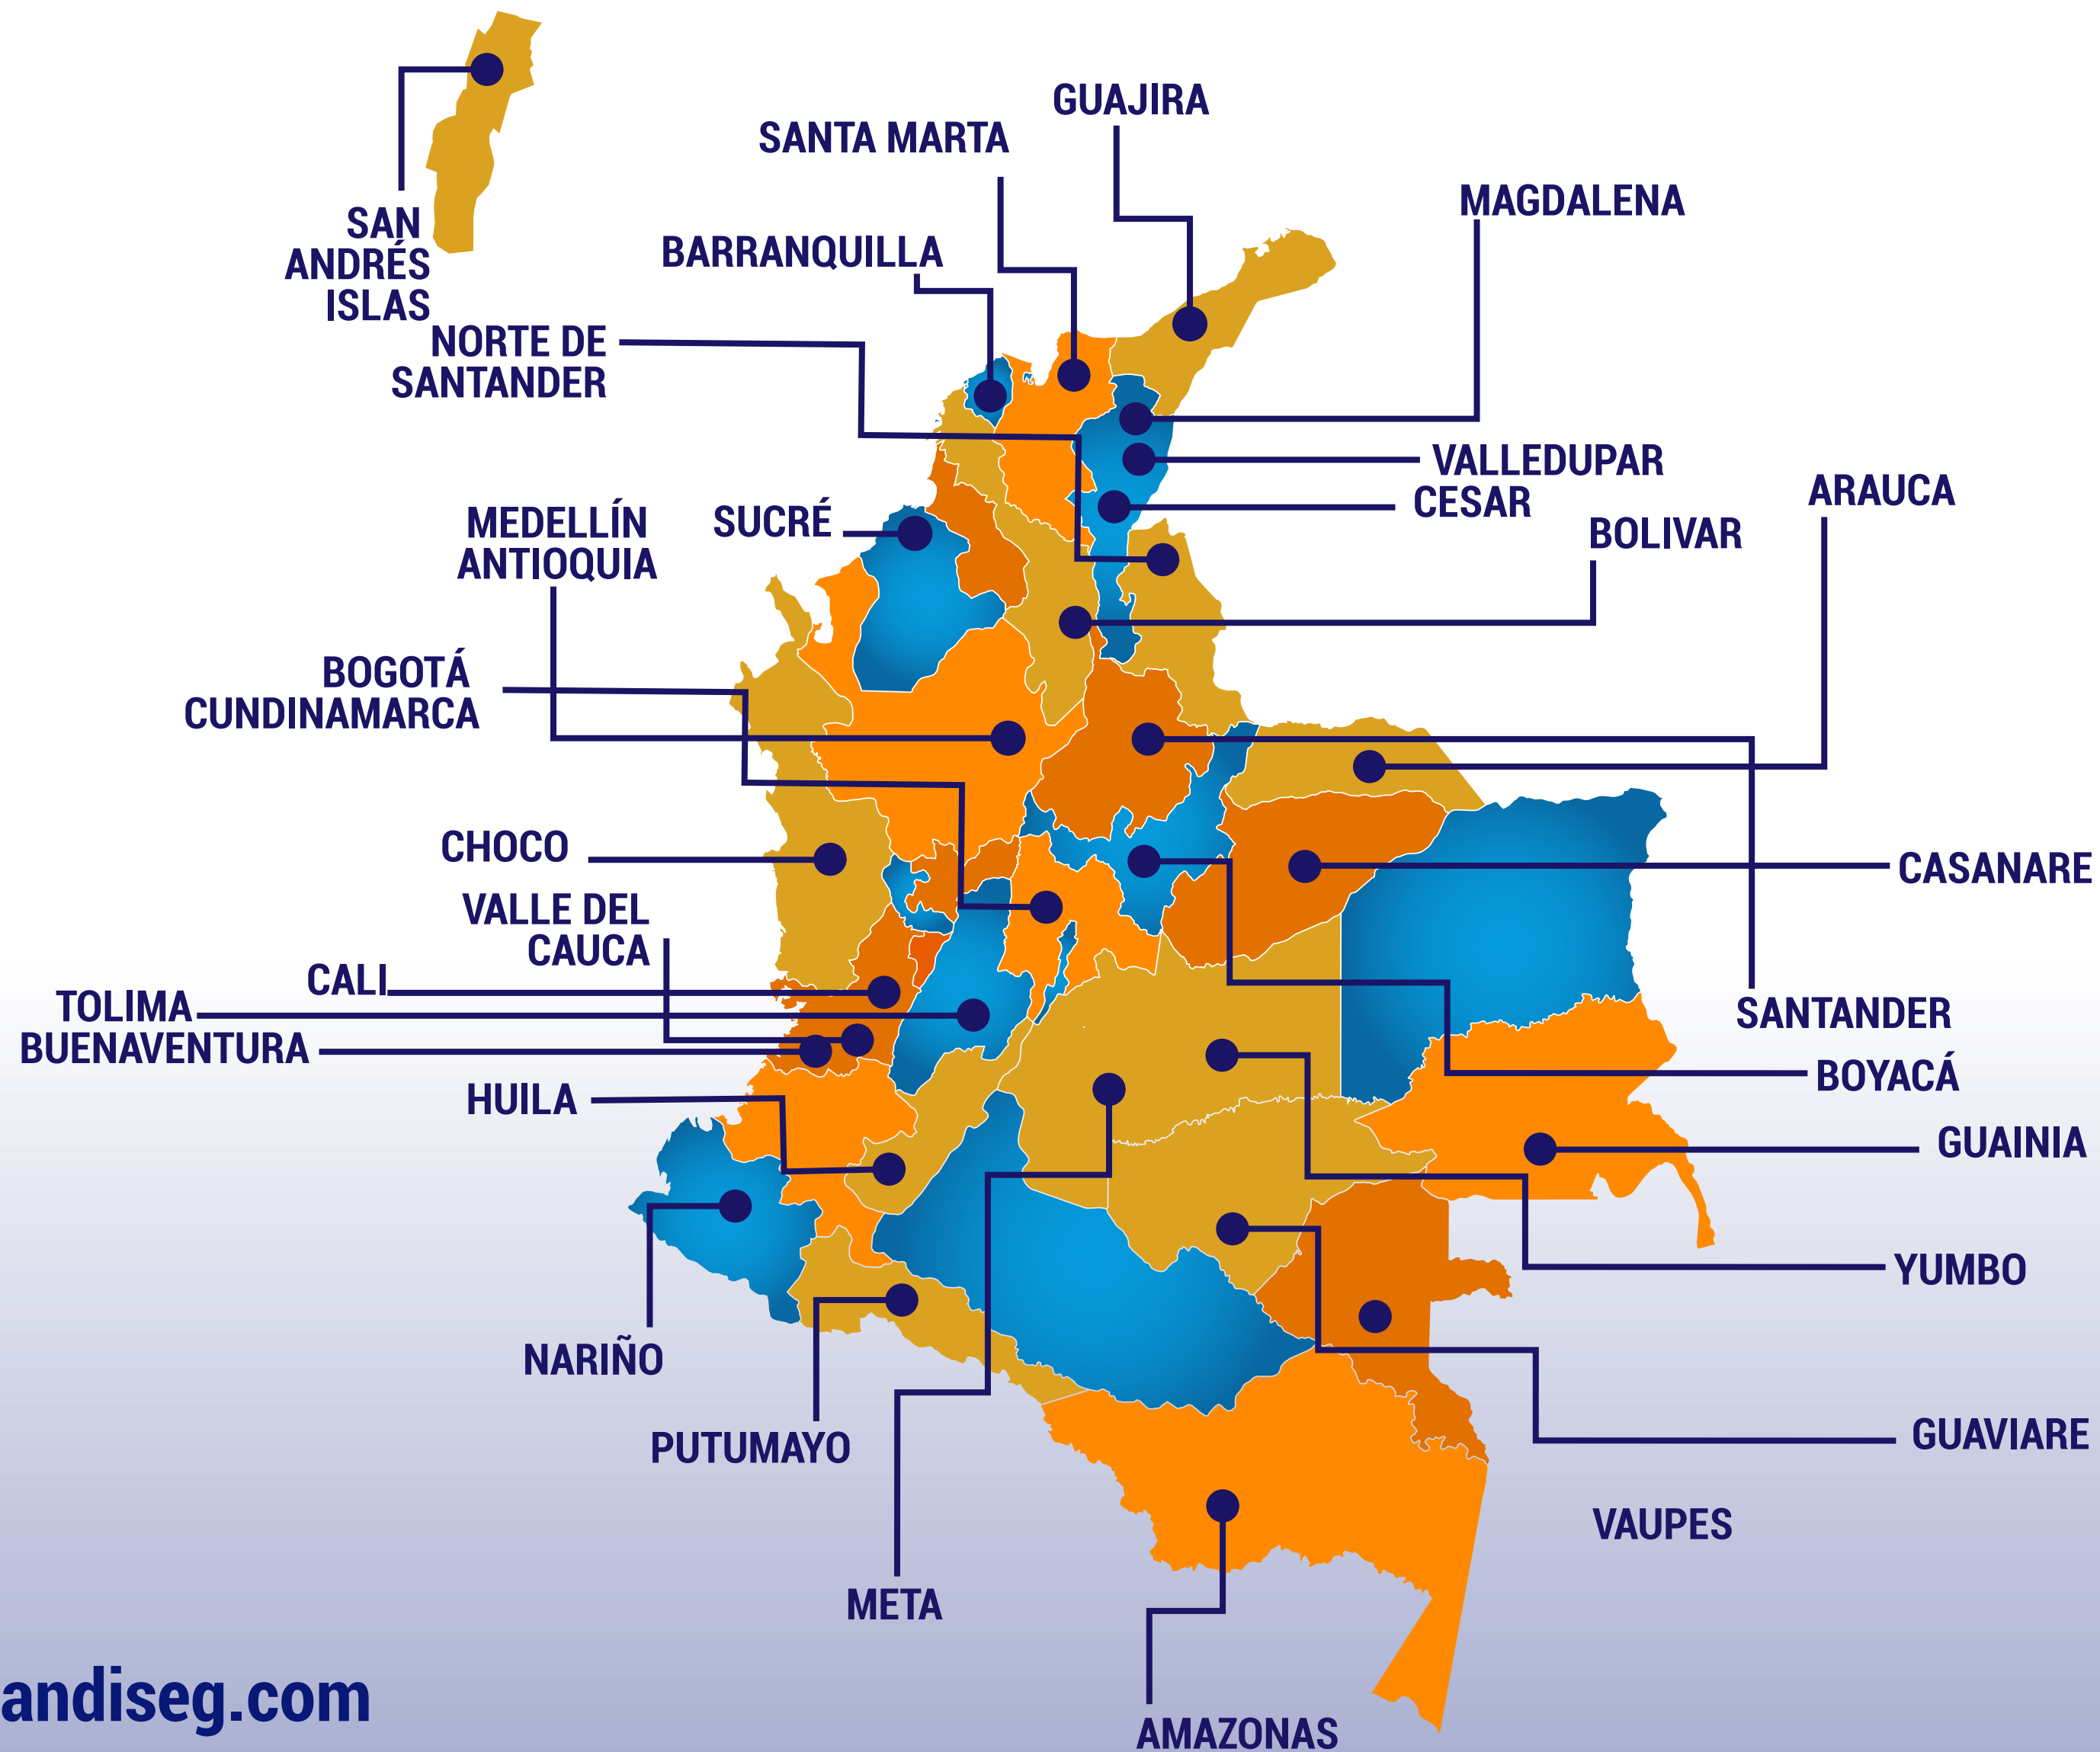 GUAJIRA
SANTA MARTA
MAGDALENA
SAN
ANDRÉS
ISLAS
BARRANQUILLA
NORTE DE
SANTANDER
VALLEDUPAR
CESAR
ARAUCA
MEDELLÍN
ANTIOQUIA
SUCRÉ
BOLIVAR
BOGOTÁ
CUNDINAMARCA
CHOCO
CASANARE
VALLE DEL
CAUCA
CALI
TOLIMA
BUENAVENTURA
SANTANDER
BOYACÁ
HUILA
GUAINIA
YUMBO
NARIÑO
PUTUMAYO
GUAVIARE
VAUPES
META
AMAZONAS
andiseg.com